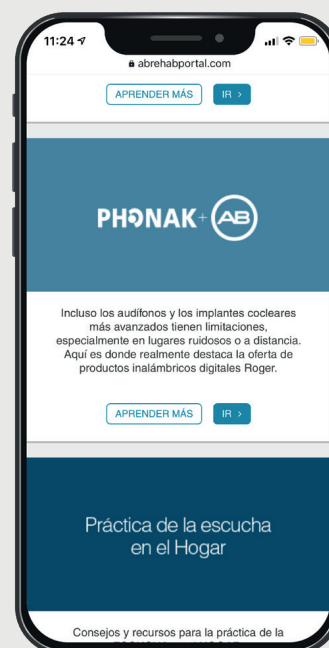 11:24
abrehabportal.com
APRENDER MÁS IR >
PHONAK + AB
Incluso los audífonos y los implantes cocleares
más avanzados tienen limitaciones,
especialmente en lugares ruidosos o a distancia.
Aquí es donde realmente destaca la oferta de
productos inalámbricos digitales Roger.
APRENDER MÁS IR >
Práctica de la escucha
en el Hogar
Consejos y recursos para la práctica de la